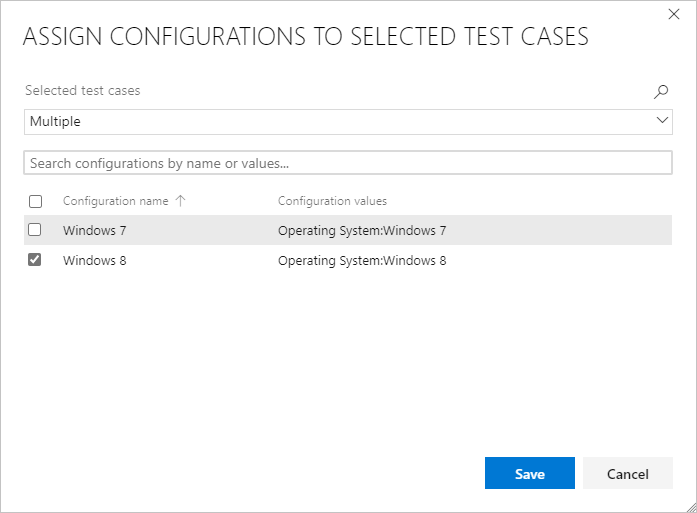 ASSIGN CONFIGURATIONS TO SELECTED TEST CASES
Selected test cases
Multiple
Search configurations by name or values...
Configuration name Configuration values
Windows 7 Operating System:Windows 7
Windows 8 Operating System:Windows 8
Save Cancel